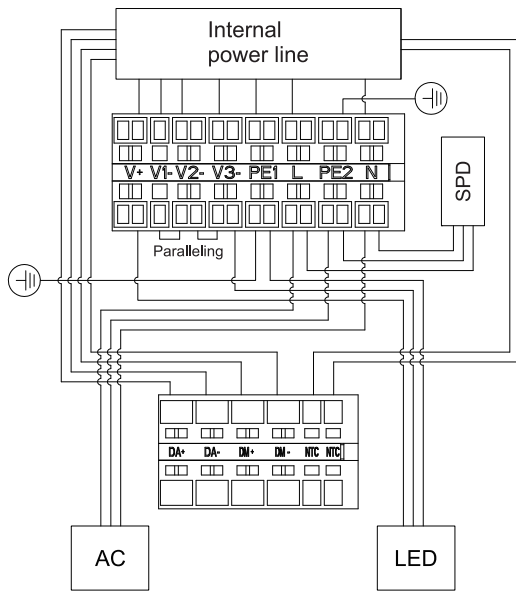 Internal
power line
V+ V1- V2- V3- PE1 L PE2 N
SPD
Paralleling
DA+ DA- DM+ DM- NTC NTC
AC
LED